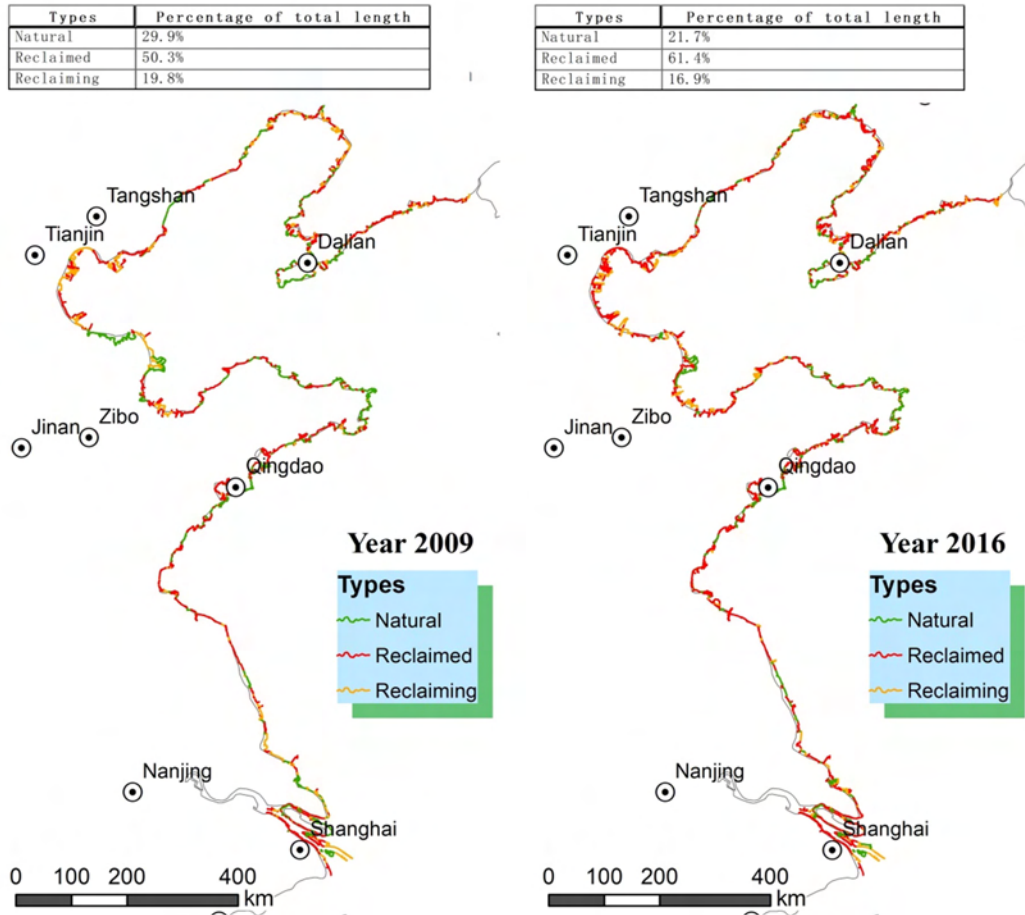 Types Percentage of total length
Natural 29.9%
Reclaimed 50.3%
Reclaiming 19.8%
Types Percentage of total length
Natural 21.7%
Reclaimed 61.4%
Reclaiming 16.9%
Tangshan
Tianjin
Dalian
Jinan
Zibo
Qingdao
Year 2009
Types
Natural
Reclaimed
Reclaiming
Nanjing
Shanghai
0 100 200 400
km
Tangshan
Tianjin
Dalian
Jinan
Zibo
Qingdao
Year 2016
Types
Natural
Reclaimed
Reclaiming
Nanjing
Shanghai
0 100 200 400
km